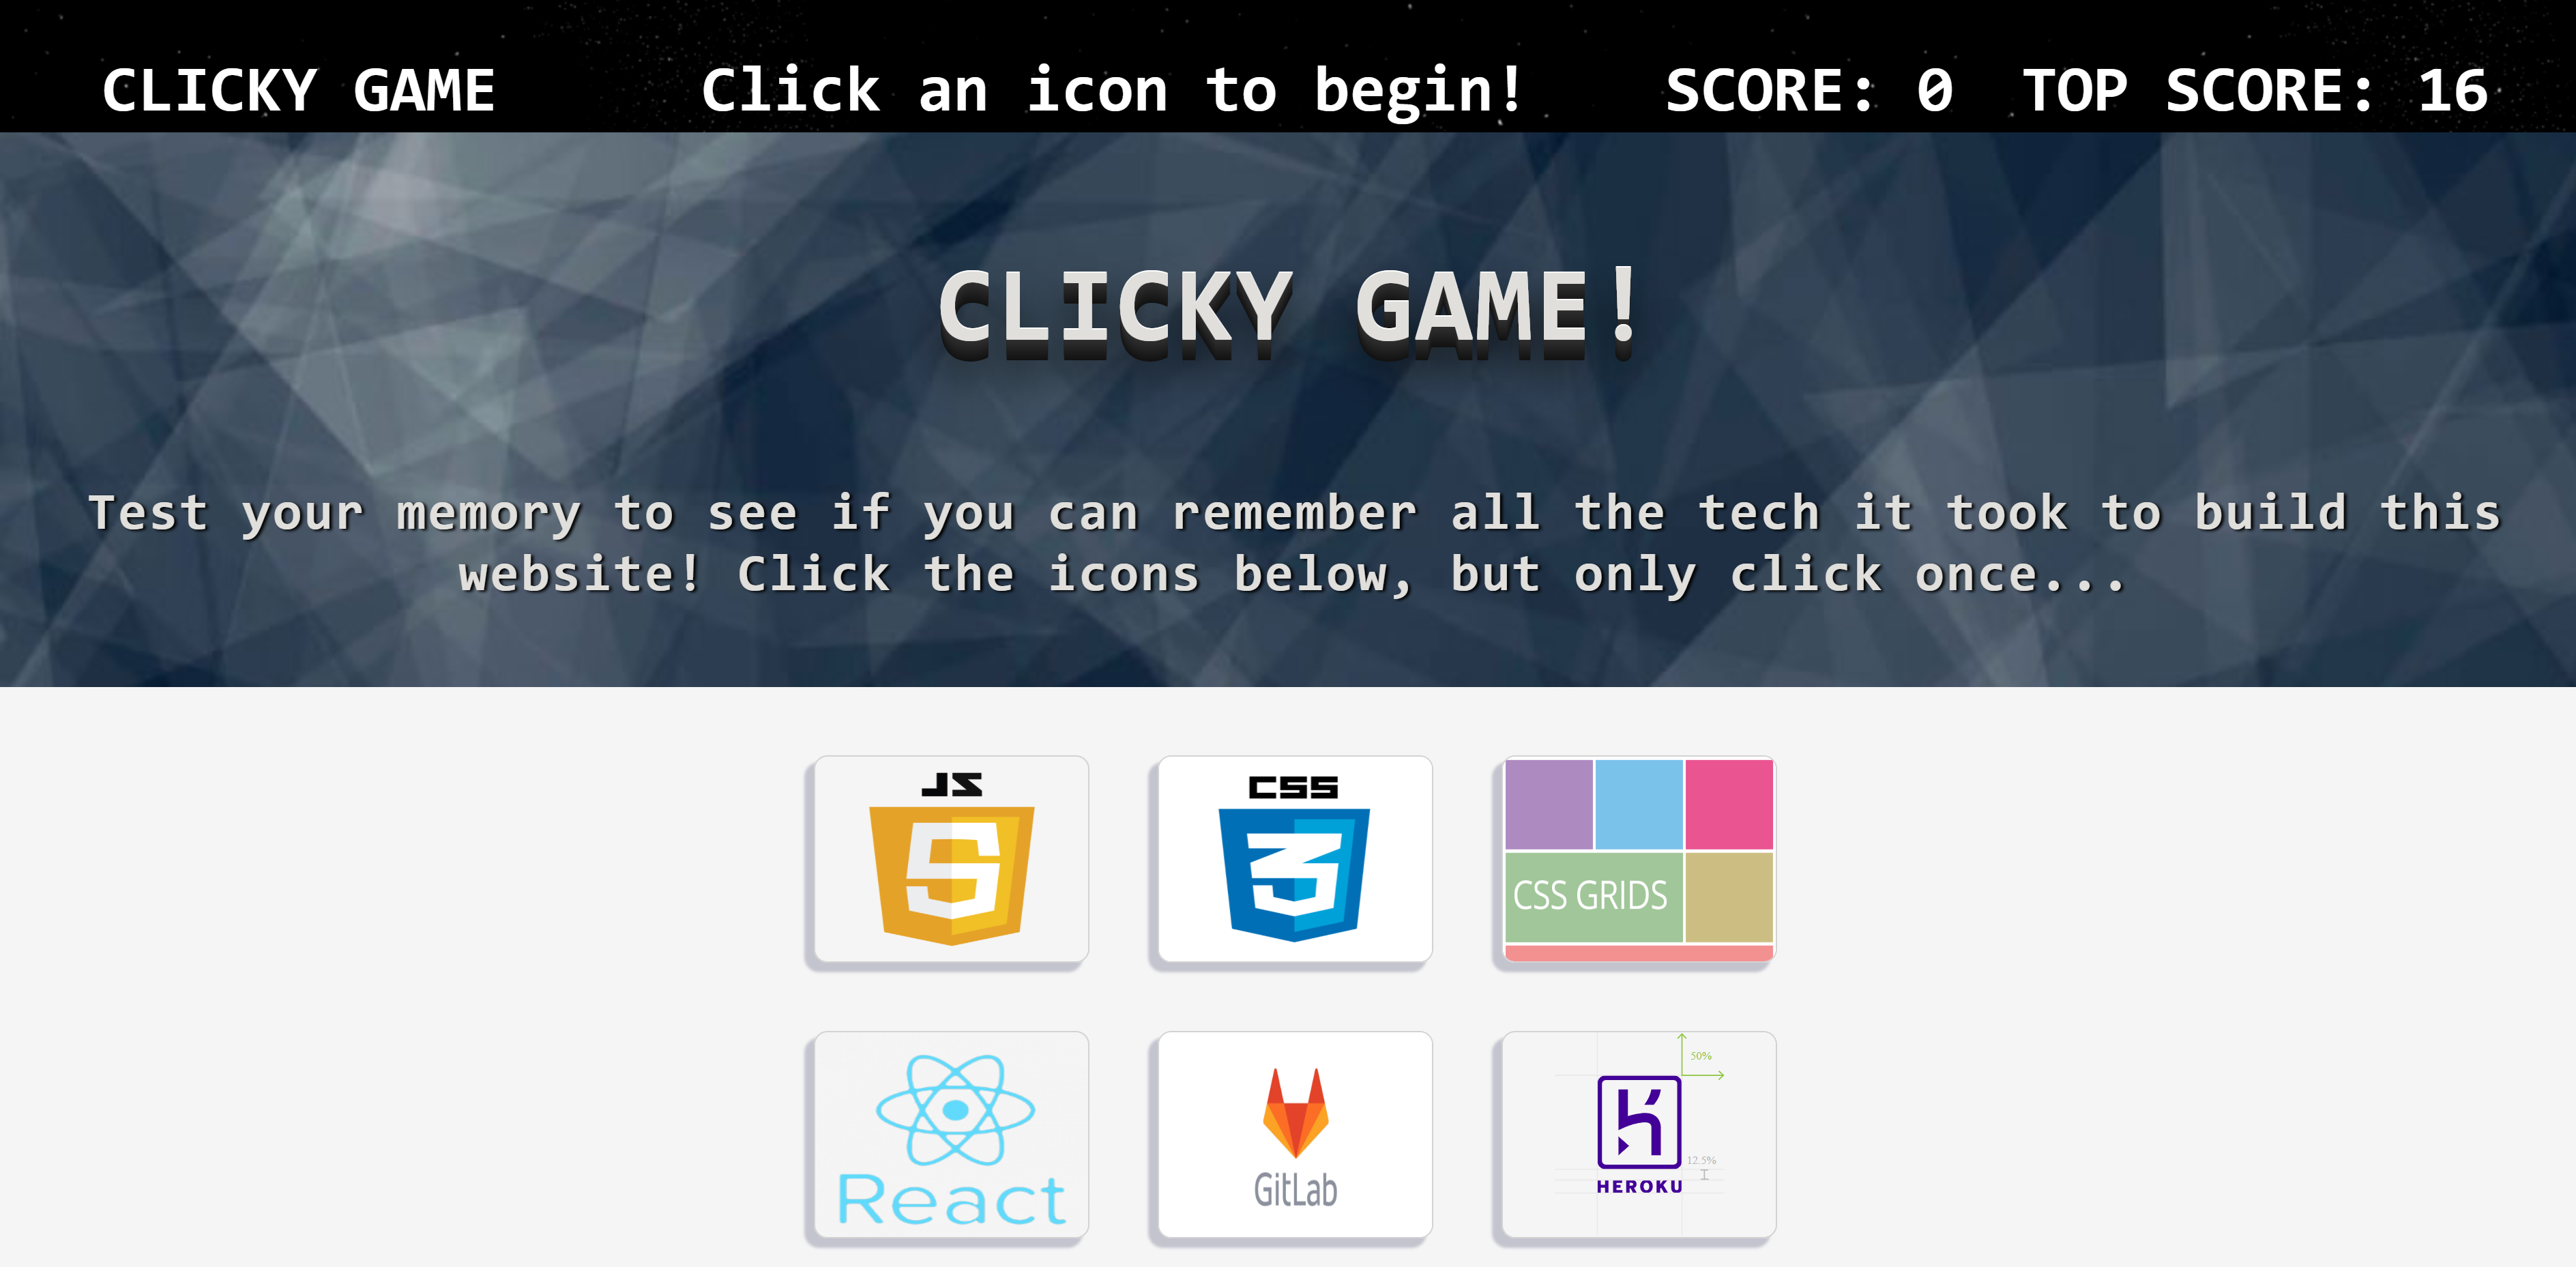 CLICKY GAME Click an icon to begin! SCORE: 0 TOP SCORE: 16
CLICKY GAME!
Test your memory to see if you can remember all the tech it took to build this
website! Click the icons below, but only click once...
JS
5
CSS
3
CSS GRIDS
React
GitLab
50%
12.5%
HEROKU